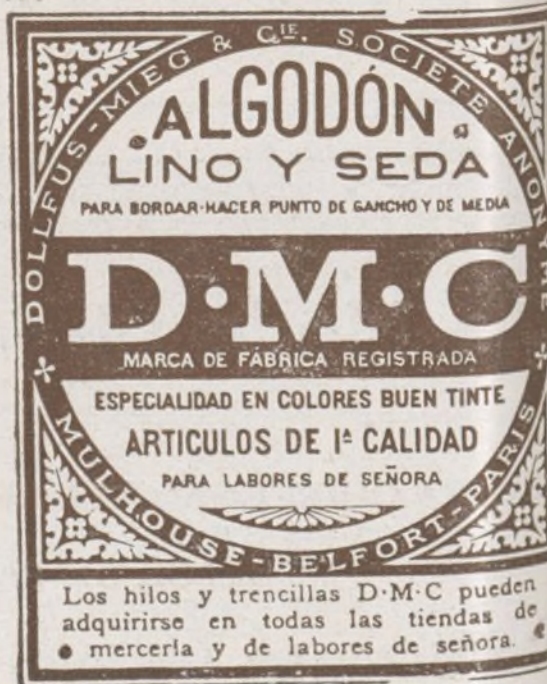 DOLLFUS-MIEG & CIE. SOCIETE ANONYME
ALGODÓN
LINO Y SEDA
PARA BORDAR-HACER PUNTO DE GANCHO Y DE MEDIA
D·M·C
MARCA DE FÁBRICA REGISTRADA
ESPECIALIDAD EN COLORES BUEN TINTE
ARTICULOS DE 1ª CALIDAD
PARA LABORES DE SEÑORA
MULHOUSE-BELFORT-PARIS
Los hilos y trencillas D·M·C pueden
adquirirse en todas las tiendas de
mercería y de labores de señora.